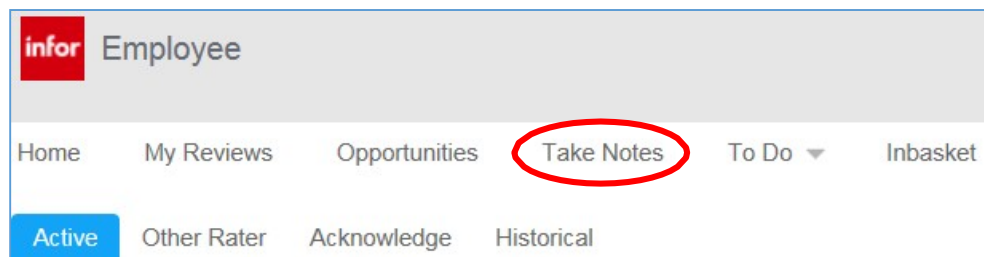 infor Employee
Home My Reviews Opportunities Take Notes To Do Inbasket
Active Other Rater Acknowledge Historical